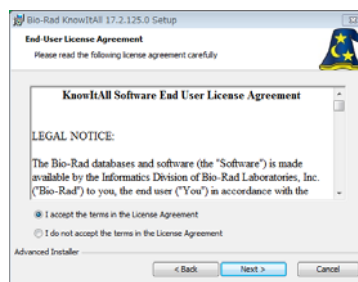 Bio-Rad KnowItAll 17.2.125.0 Setup
End-User License Agreement
Please read the following license agreement carefully
KnowItAll Software End User License Agreement
LEGAL NOTICE:
The Bio-Rad databases and software (the "Software") is made
available by the Informatics Division of Bio-Rad Laboratories, Inc.
("Bio-Rad") to you, the end user ("You") in accordance with the
I accept the terms in the License Agreement
I do not accept the terms in the License Agreement
Advanced Installer
< Back
Next >
Cancel